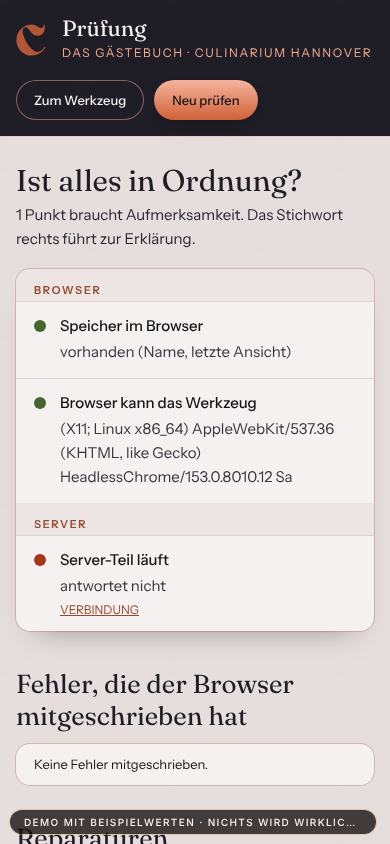 Prüfung
DAS GÄSTEBUCH · CULINARIUM HANNOVER
Zum Werkzeug
Neu prüfen
Ist alles in Ordnung?
1 Punkt braucht Aufmerksamkeit. Das Stichwort
rechts führt zur Erklärung.
BROWSER
Speicher im Browser
vorhanden (Name, letzte Ansicht)
Browser kann das Werkzeug
(X11; Linux x86_64) AppleWebKit/537.36
(KHTML, like Gecko)
HeadlessChrome/153.0.8010.12 Sa
SERVER
Server-Teil läuft
antwortet nicht
VERBINDUNG
Fehler, die der Browser
mitgeschrieben hat
Keine Fehler mitgeschrieben.
DEMO MIT BEISPIELWERTEN · NICHTS WIRD WIRKLIC…
Reparaturen